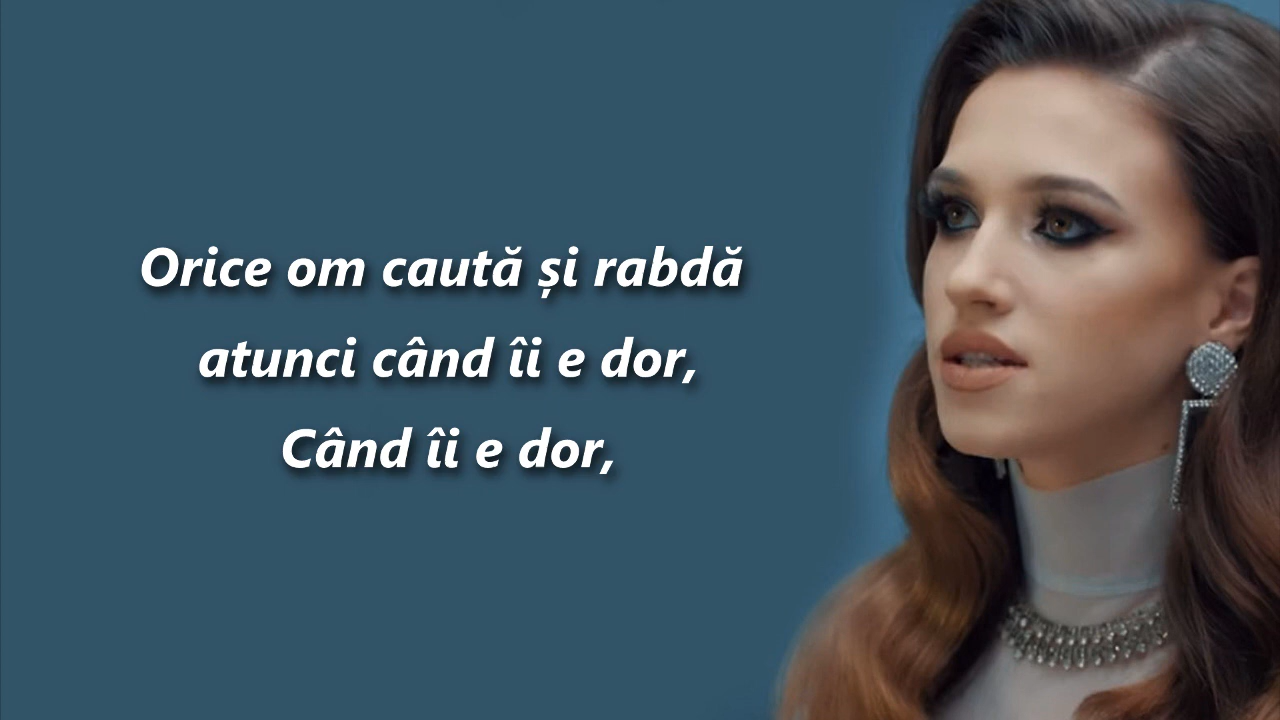 Orice om caută și rabdă
atunci când îi e dor,
Când îi e dor,